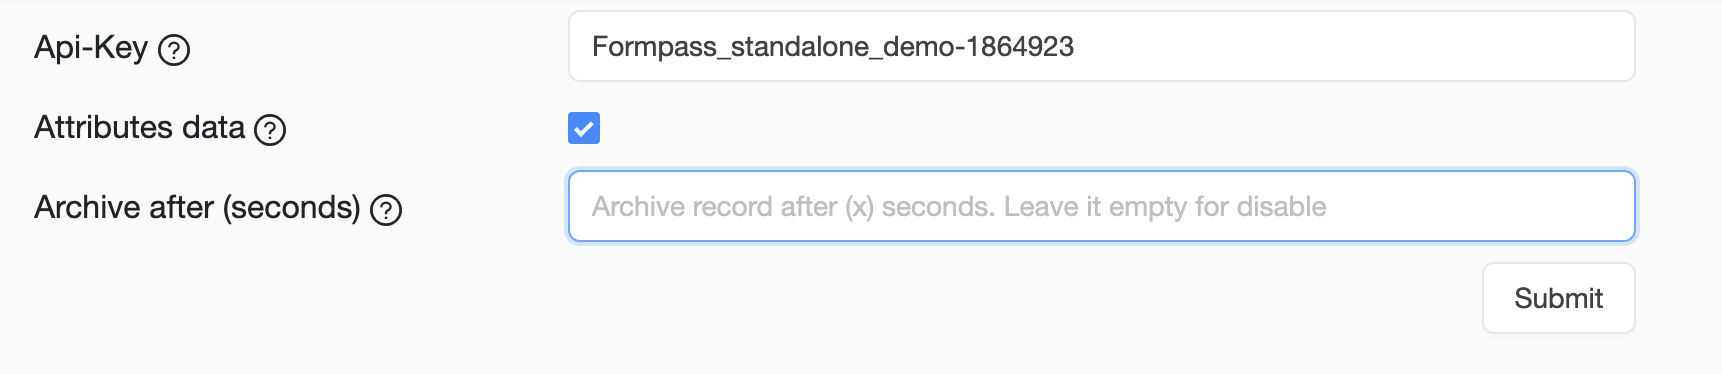 Api-Key ?
Formpass_standalone_demo-1864923
Attributes data ?
Archive after (seconds) ?
Archive record after (x) seconds. Leave it empty for disable
Submit